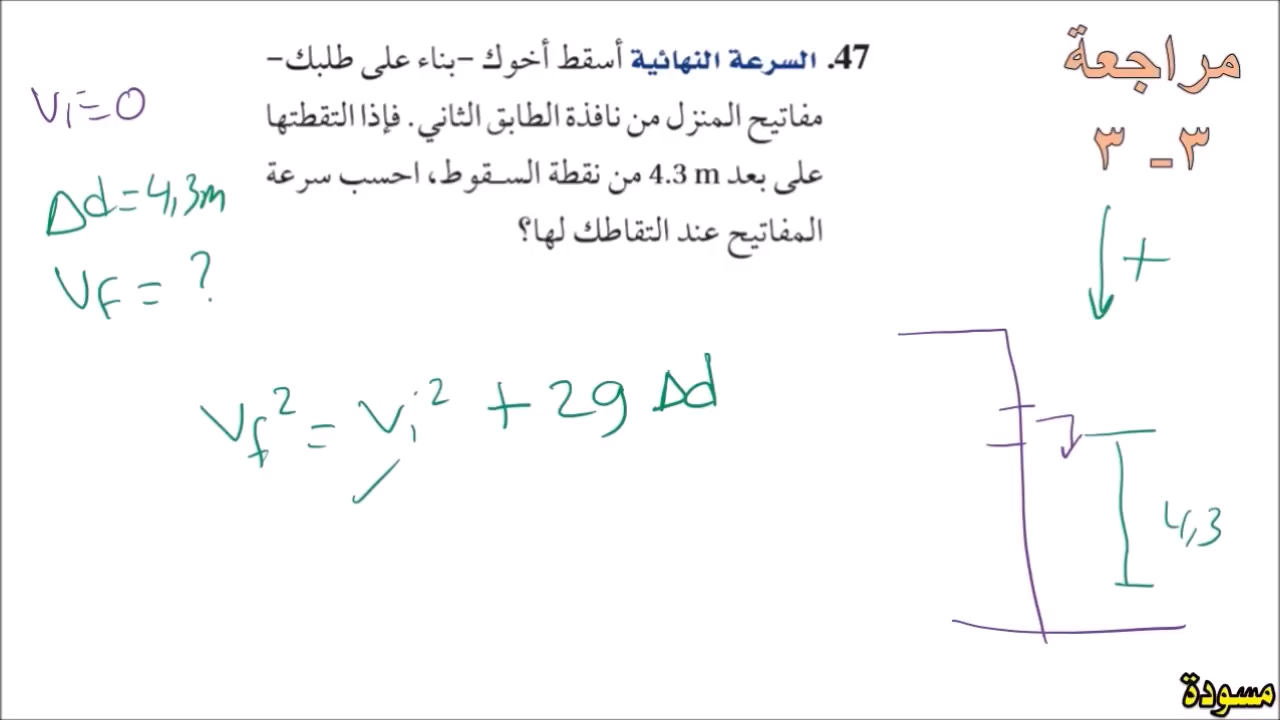 مراجعة
٣ - ٣
47. السرعة النهائية أسقط أخوك -بناء على طلبك-
مفاتيح المنزل من نافذة الطابق الثاني. فإذا التقطتها
على بعد 4.3 m من نقطة السقوط، احسب سرعة
المفاتيح عند التقاطك لها؟
Vi = 0
Δd = 4,3m
Vf = ?
Vf² = Vi² + 2g Δd
+
4,3
مسودة